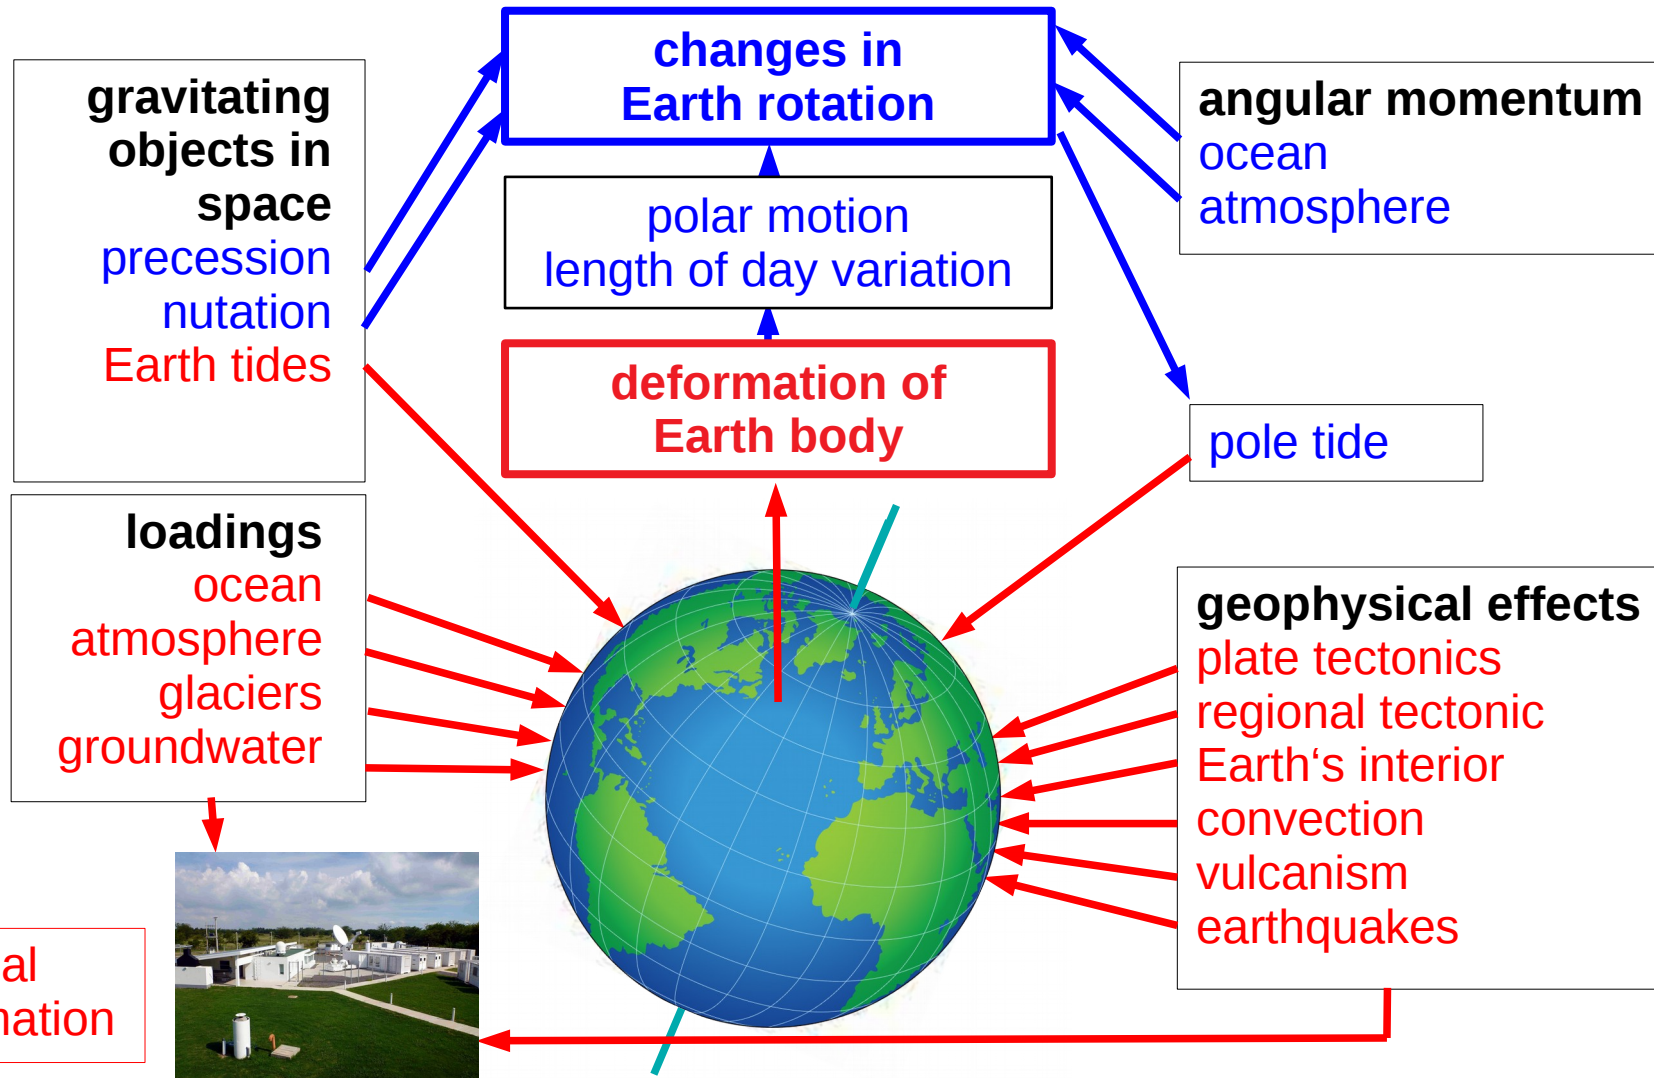 changes in
Earth rotation
gravitating
objects in
space
precession
nutation
Earth tides
angular momentum
ocean
atmosphere
polar motion
length of day variation
deformation of
Earth body
pole tide
loadings
ocean
atmosphere
glaciers
groundwater
geophysical effects
plate tectonics
regional tectonic
Earth‘s interior
convection
vulcanism
earthquakes
al
nation